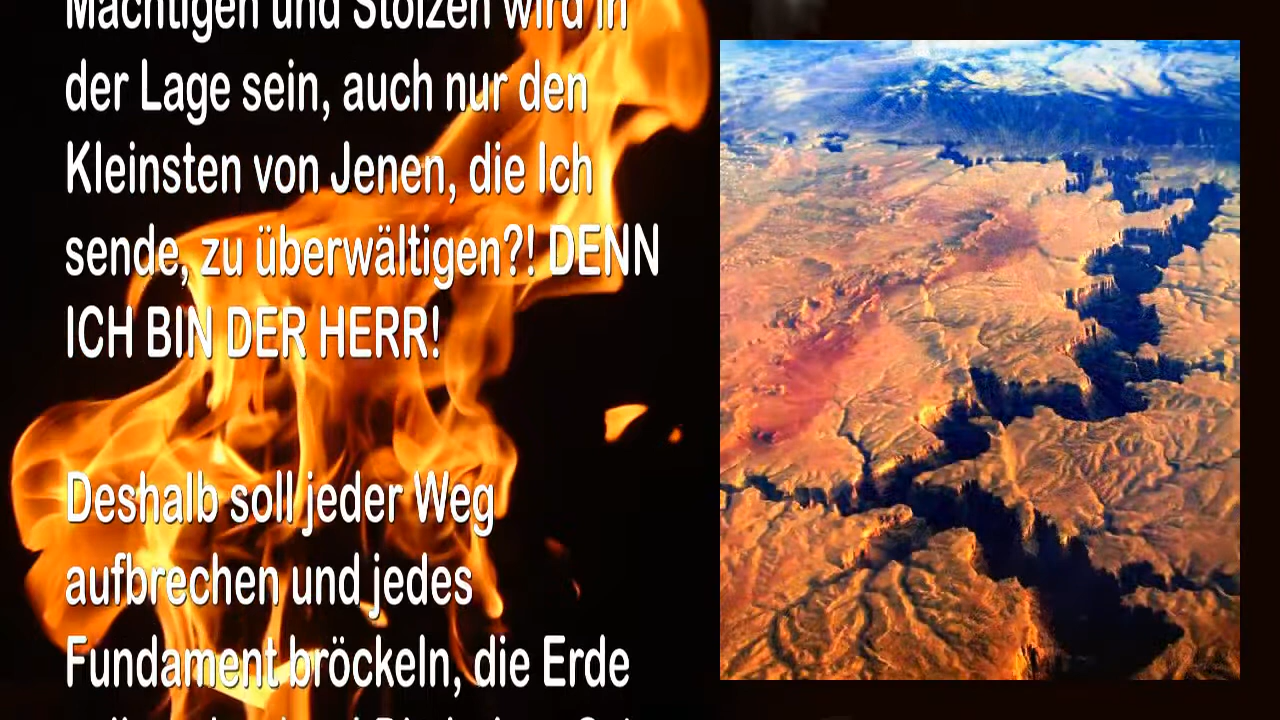 Mächtigen und Stolzen wird in
der Lage sein, auch nur den
Kleinsten von Jenen, die Ich
sende, zu überwältigen?! DENN
ICH BIN DER HERR!
Deshalb soll jeder Weg
aufbrechen und jedes
Fundament bröckeln, die Erde